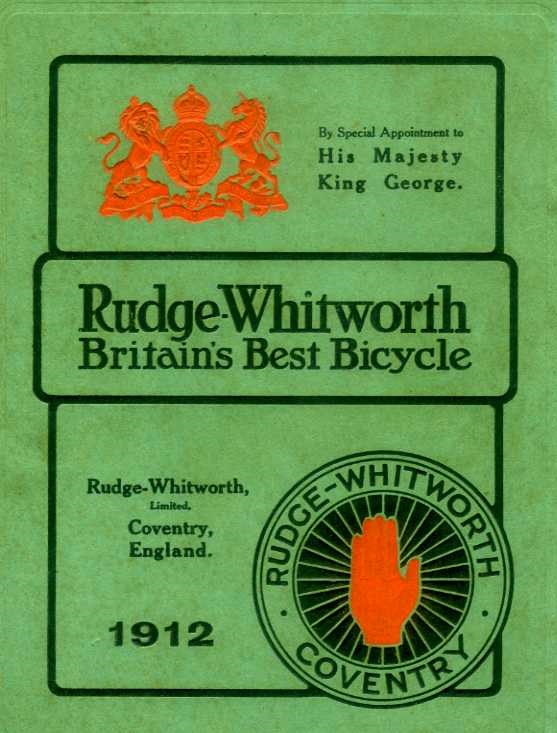 By Special Appointment to
His Majesty
King George.
Rudge-Whitworth
Britain's Best Bicycle
Rudge-Whitworth,
Limited,
Coventry,
England.
1912
RUDGE-WHITWORTH
COVENTRY